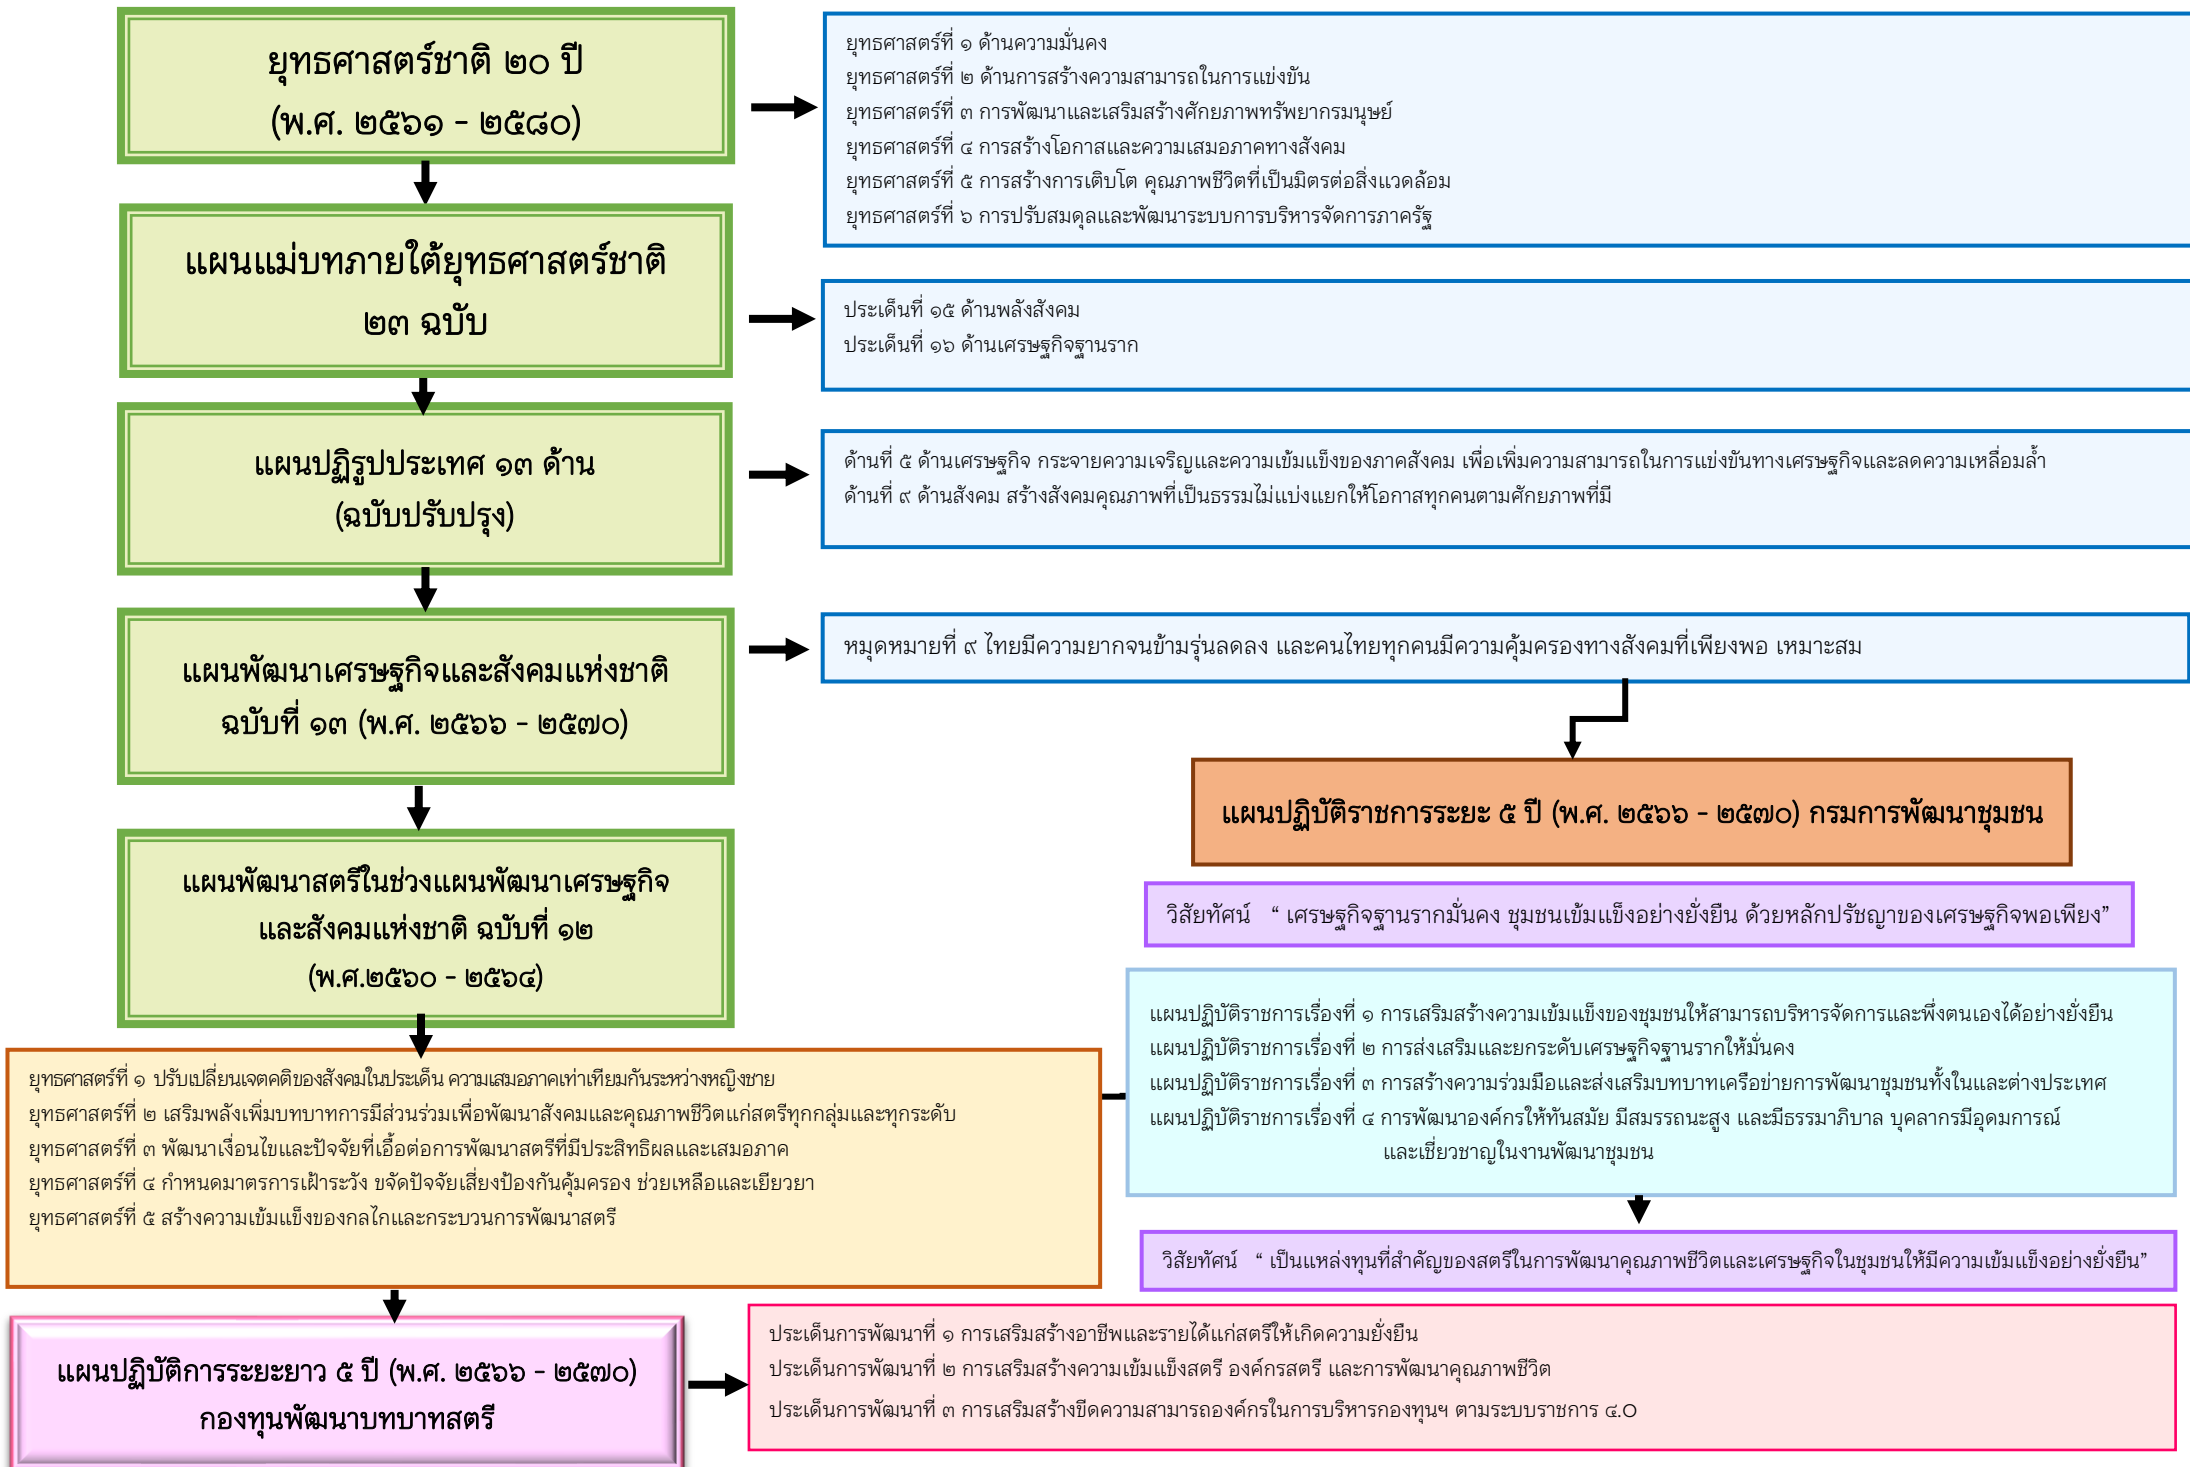 ยุทธศาสตร์ชาติ ๒๐ ปี
(พ.ศ. ๒๕๖๑ - ๒๕๘๐)
ยุทธศาสตร์ที่ ๑ ด้านความมั่นคง
ยุทธศาสตร์ที่ ๒ ด้านการสร้างความสามารถในการแข่งขัน
ยุทธศาสตร์ที่ ๓ การพัฒนาและเสริมสร้างศักยภาพทรัพยากรมนุษย์
ยุทธศาสตร์ที่ ๔ การสร้างโอกาสและความเสมอภาคทางสังคม
ยุทธศาสตร์ที่ ๕ การสร้างการเติบโต คุณภาพชีวิตที่เป็นมิตรต่อสิ่งแวดล้อม
ยุทธศาสตร์ที่ ๖ การปรับสมดุลและพัฒนาระบบการบริหารจัดการภาครัฐ
แผนแม่บทภายใต้ยุทธศาสตร์ชาติ
๒๓ ฉบับ
ประเด็นที่ ๑๕ ด้านพลังสังคม
ประเด็นที่ ๑๖ ด้านเศรษฐกิจฐานราก
แผนปฏิรูปประเทศ ๑๓ ด้าน
(ฉบับปรับปรุง)
ด้านที่ ๕ ด้านเศรษฐกิจ กระจายความเจริญและความเข้มแข็งของภาคสังคม เพื่อเพิ่มความสามารถในการแข่งขันทางเศรษฐกิจและลดความเหลื่อมล้ำ
ด้านที่ ๙ ด้านสังคม สร้างสังคมคุณภาพที่เป็นธรรมไม่แบ่งแยกให้โอกาสทุกคนตามศักยภาพที่มี
แผนพัฒนาเศรษฐกิจและสังคมแห่งชาติ
ฉบับที่ ๑๓ (พ.ศ. ๒๕๖๖ - ๒๕๗๐)
หมุดหมายที่ ๙ ไทยมีความยากจนข้ามรุ่นลดลง และคนไทยทุกคนมีความคุ้มครองทางสังคมที่เพียงพอ เหมาะสม
แผนปฏิบัติราชการระยะ ๕ ปี (พ.ศ. ๒๕๖๖ - ๒๕๗๐) กรมการพัฒนาชุมชน
วิสัยทัศน์ “ เศรษฐกิจฐานรากมั่นคง ชุมชนเข้มแข็งอย่างยั่งยืน ด้วยหลักปรัชญาของเศรษฐกิจพอเพียง”
แผนปฏิบัติราชการเรื่องที่ ๑ การเสริมสร้างความเข้มแข็งของชุมชนให้สามารถบริหารจัดการและพึ่งตนเองได้อย่างยั่งยืน
แผนปฏิบัติราชการเรื่องที่ ๒ การส่งเสริมและยกระดับเศรษฐกิจฐานรากให้มั่นคง
แผนปฏิบัติราชการเรื่องที่ ๓ การสร้างความร่วมมือและส่งเสริมบทบาทเครือข่ายการพัฒนาชุมชนทั้งในและต่างประเทศ
แผนปฏิบัติราชการเรื่องที่ ๔ การพัฒนาองค์กรให้ทันสมัย มีสมรรถนะสูง และมีธรรมาภิบาล บุคลากรมีอุดมการณ์
และเชี่ยวชาญในงานพัฒนาชุมชน
แผนพัฒนาสตรีในช่วงแผนพัฒนาเศรษฐกิจ
และสังคมแห่งชาติ ฉบับที่ ๑๒
(พ.ศ.๒๕๖๐ - ๒๕๖๔)
ยุทธศาสตร์ที่ ๑ ปรับเปลี่ยนเจตคติของสังคมในประเด็น ความเสมอภาคเท่าเทียมกันระหว่างหญิงชาย
ยุทธศาสตร์ที่ ๒ เสริมพลังเพิ่มบทบาทการมีส่วนร่วมเพื่อพัฒนาสังคมและคุณภาพชีวิตแก่สตรีทุกกลุ่มและทุกระดับ
ยุทธศาสตร์ที่ ๓ พัฒนาเงื่อนไขและปัจจัยที่เอื้อต่อการพัฒนาสตรีที่มีประสิทธิผลและเสมอภาค
ยุทธศาสตร์ที่ ๔ กำหนดมาตรการเฝ้าระวัง ขจัดปัจจัยเสี่ยงป้องกันคุ้มครอง ช่วยเหลือและเยียวยา
ยุทธศาสตร์ที่ ๕ สร้างความเข้มแข็งของกลไกและกระบวนการพัฒนาสตรี
วิสัยทัศน์ “ เป็นแหล่งทุนที่สำคัญของสตรีในการพัฒนาคุณภาพชีวิตและเศรษฐกิจในชุมชนให้มีความเข้มแข็งอย่างยั่งยืน”
แผนปฏิบัติการระยะยาว ๕ ปี (พ.ศ. ๒๕๖๖ - ๒๕๗๐)
กองทุนพัฒนาบทบาทสตรี
ประเด็นการพัฒนาที่ ๑ การเสริมสร้างอาชีพและรายได้แก่สตรีให้เกิดความยั่งยืน
ประเด็นการพัฒนาที่ ๒ การเสริมสร้างความเข้มแข็งสตรี องค์กรสตรี และการพัฒนาคุณภาพชีวิต
ประเด็นการพัฒนาที่ ๓ การเสริมสร้างขีดความสามารถองค์กรในการบริหารกองทุนฯ ตามระบบราชการ ๔.๐